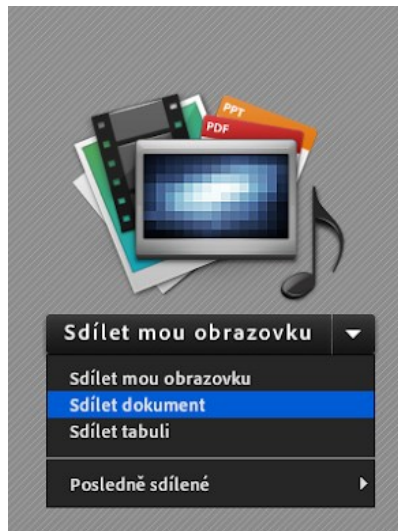 PPT
PDF
Sdílet mou obrazovku
Sdílet mou obrazovku
Sdílet dokument
Sdílet tabuli
Posledně sdílené